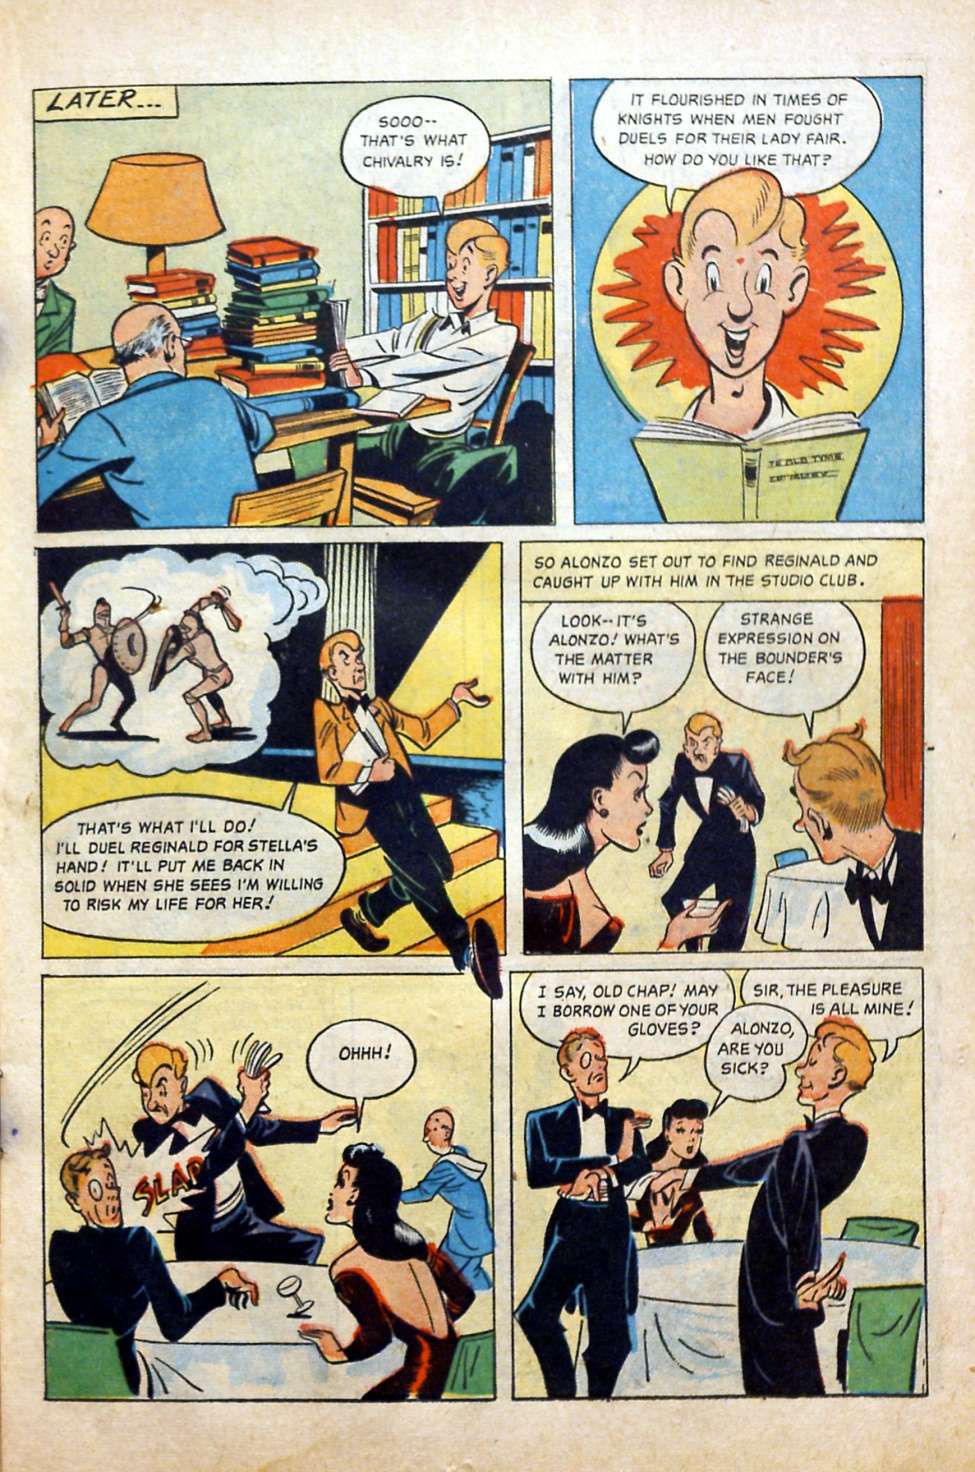 LATER...
SOOO--
THAT'S WHAT
CHIVALRY IS!
IT FLOURISHED IN TIMES OF
KNIGHTS WHEN MEN FOUGHT
DUELS FOR THEIR LADY FAIR.
HOW DO YOU LIKE THAT?
YE OLD TYME
THAT'S WHAT I'LL DO!
I'LL DUEL REGINALD FOR STELLA'S
HAND! IT'LL PUT ME BACK IN
SOLID WHEN SHE SEES I'M WILLING
TO RISK MY LIFE FOR HER!
SO ALONZO SET OUT TO FIND REGINALD AND
CAUGHT UP WITH HIM IN THE STUDIO CLUB.
LOOK--IT'S
ALONZO! WHAT'S
THE MATTER
WITH HIM?
STRANGE
EXPRESSION ON
THE BOUNDER'S
FACE!
SLAP
OHHH!
I SAY, OLD CHAP! MAY
I BORROW ONE OF YOUR
GLOVES?
ALONZO,
ARE YOU
SICK?
SIR, THE PLEASURE
IS ALL MINE!